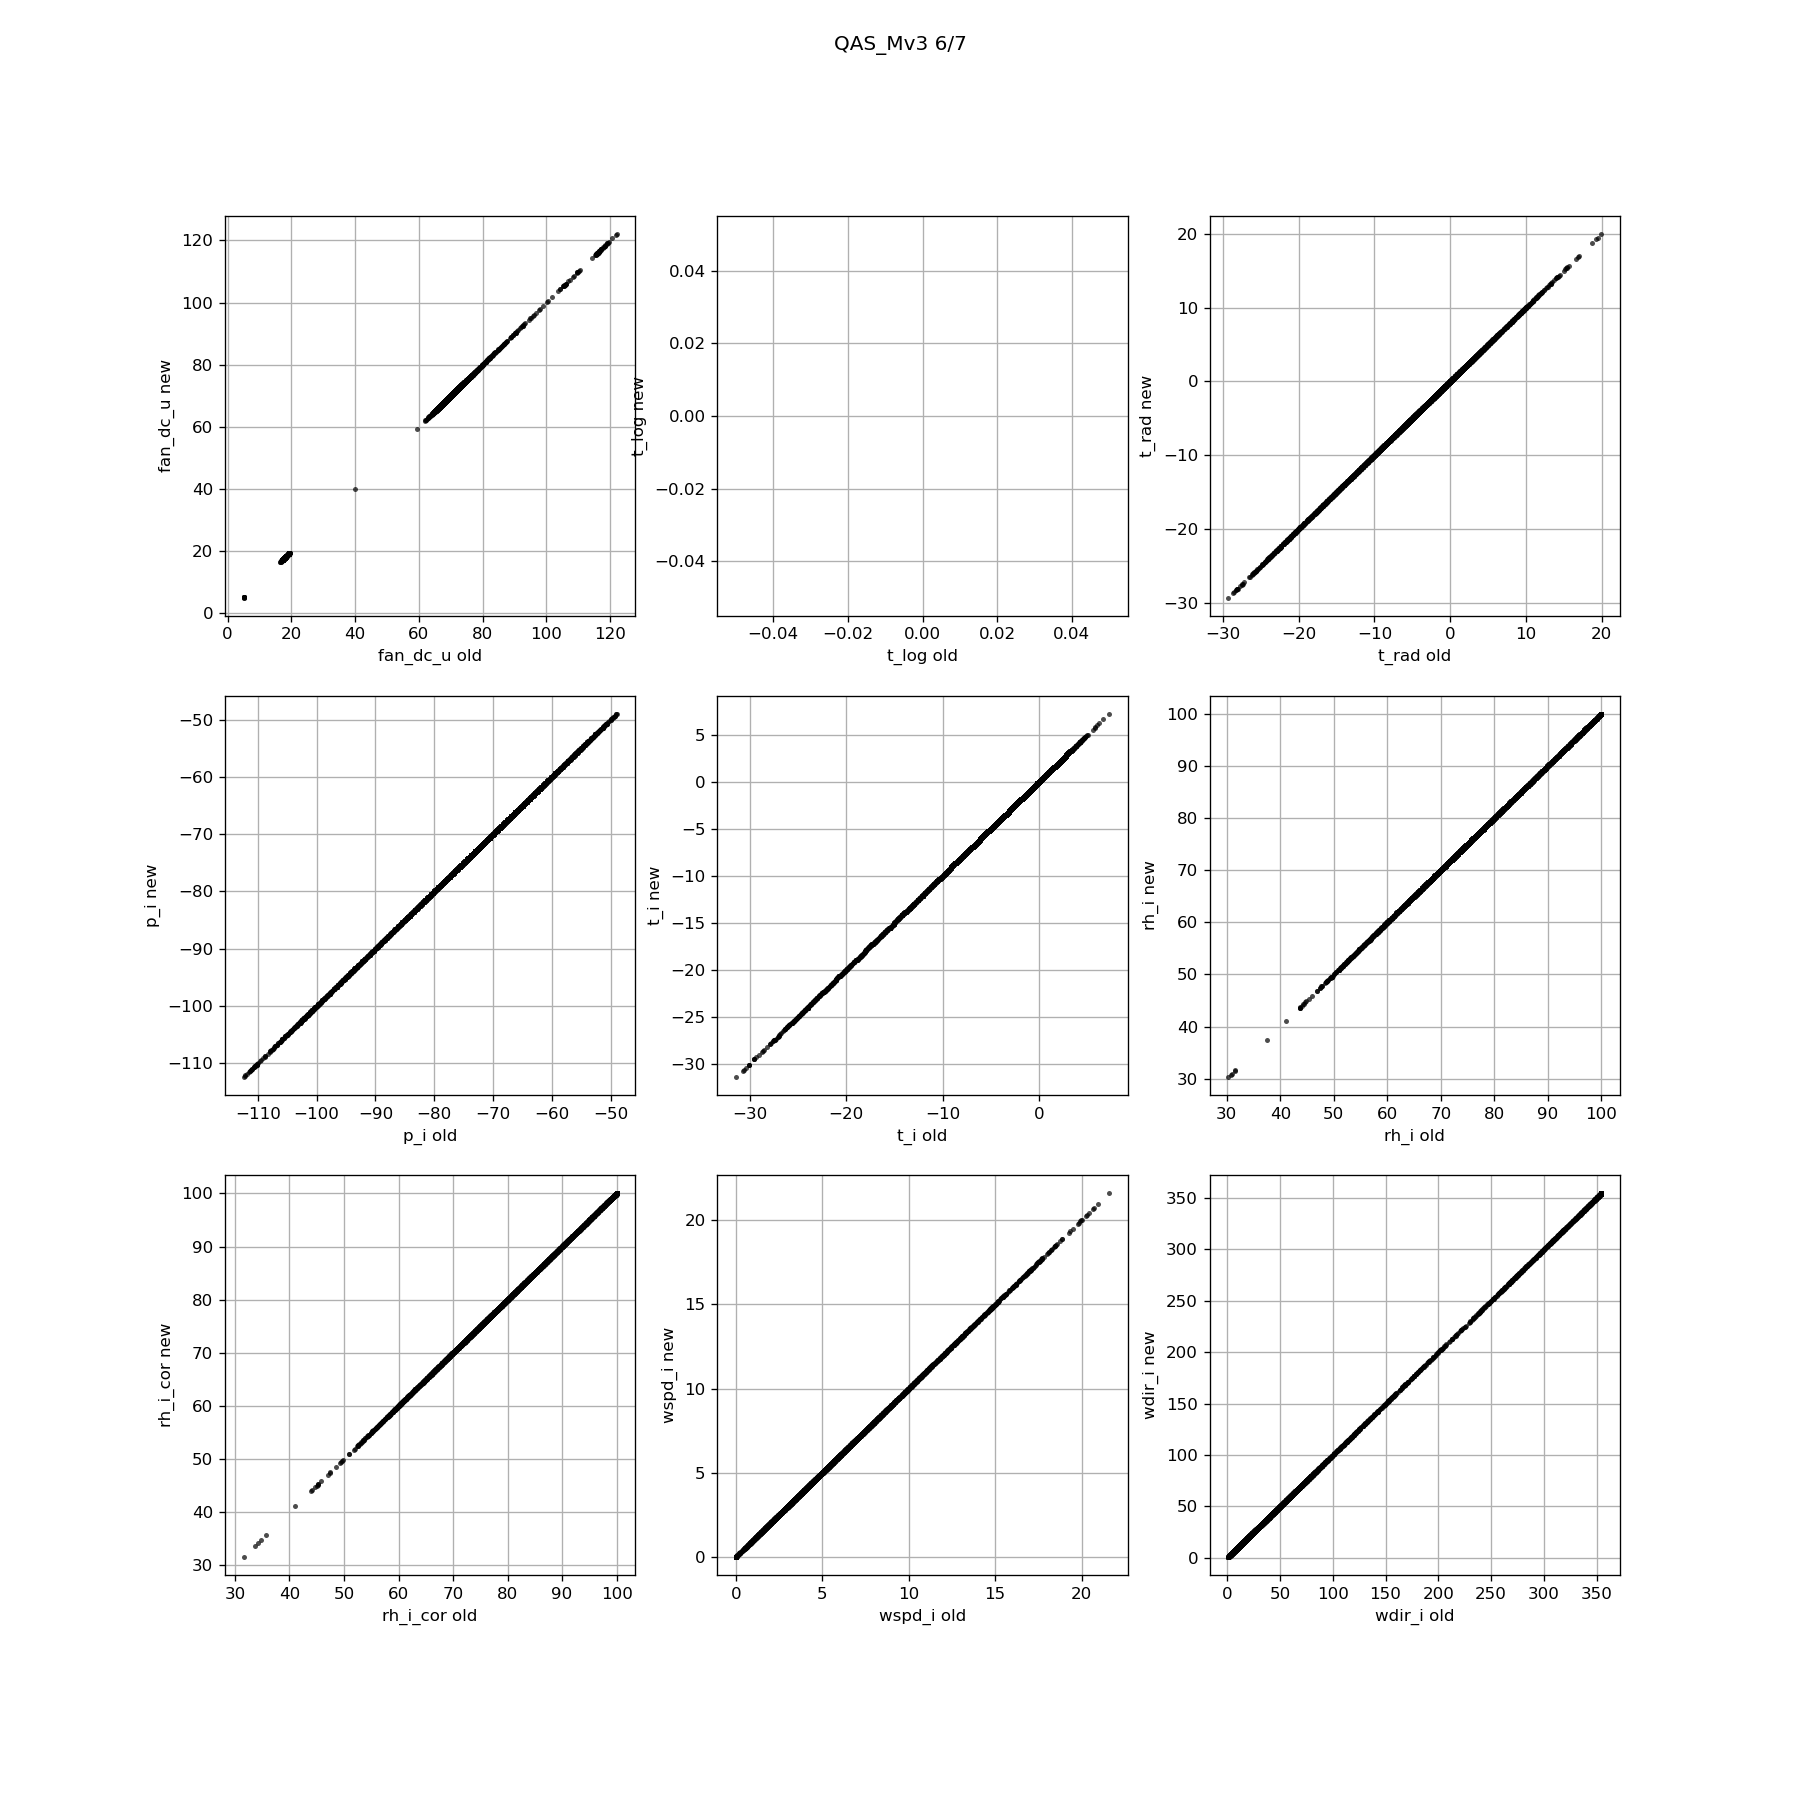 QAS_Mv3 6/7
120
100
80
60
40
20
0
fan_dc_u new
0 20 40 60 80 100 120
fan_dc_u old
0.04
0.02
0.00
−0.02
−0.04
t_log new
−0.04 −0.02 0.00 0.02 0.04
t_log old
20
10
0
−10
−20
−30
t_rad new
−30 −20 −10 0 10 20
t_rad old
−50
−60
−70
−80
−90
−100
−110
p_i new
−110 −100 −90 −80 −70 −60 −50
p_i old
5
0
−5
−10
−15
−20
−25
−30
t_i new
−30 −20 −10 0
t_i old
100
90
80
70
60
50
40
30
rh_i new
30 40 50 60 70 80 90 100
rh_i old
100
90
80
70
60
50
40
30
rh_i_cor new
30 40 50 60 70 80 90 100
rh_i_cor old
20
15
10
5
0
wspd_i new
0 5 10 15 20
wspd_i old
350
300
250
200
150
100
50
0
wdir_i new
0 50 100 150 200 250 300 350
wdir_i old